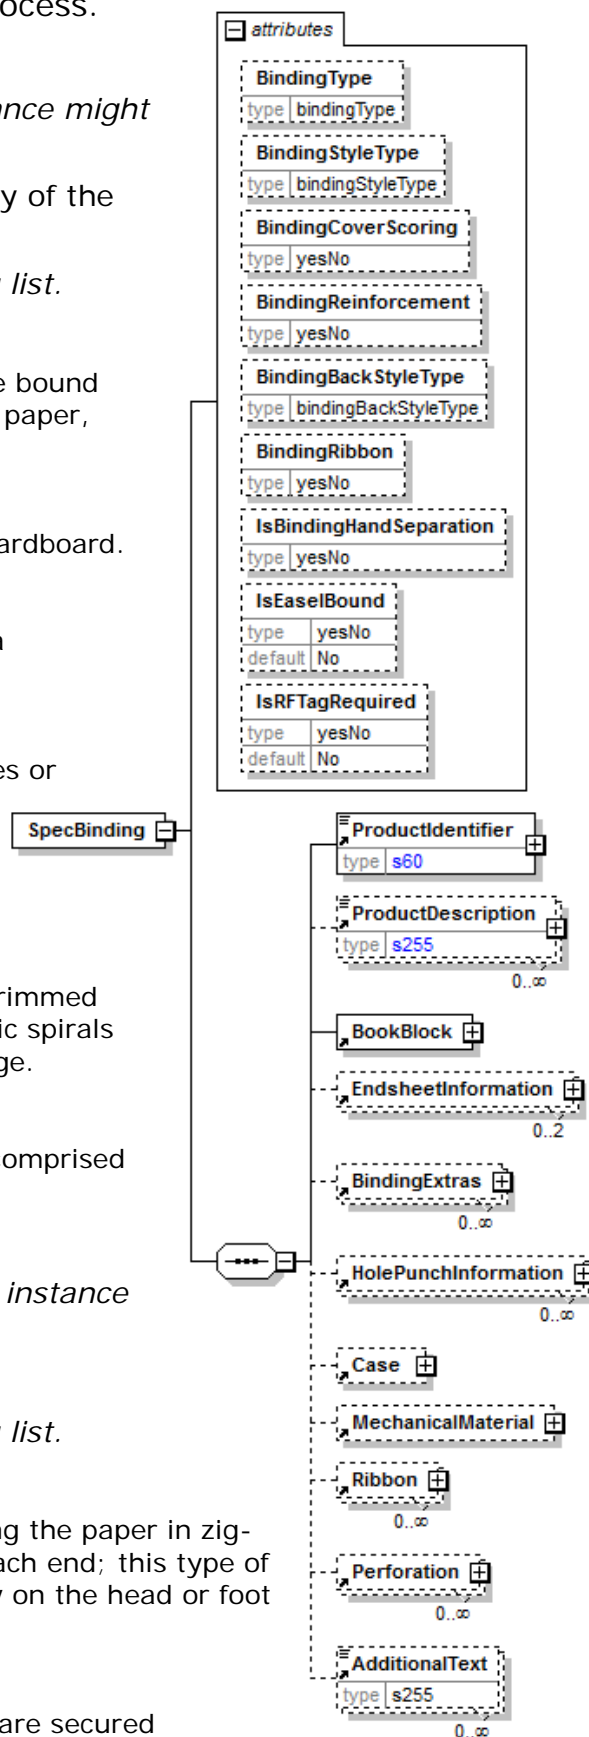 ocess.
attributes
BindingType
type bindingType
nce might
BindingStyleType
type bindingStyleType
y of the
BindingCoverScoring
type yesNo
list.
BindingReinforcement
type yesNo
e bound
paper,
BindingBackStyleType
type bindingBackStyleType
BindingRibbon
type yesNo
ardboard.
IsBindingHandSeparation
type yesNo
IsEaselBound
type yesNo
default No
a
IsRFTagRequired
type yesNo
default No
es or
SpecBinding
ProductIdentifier
type s60
ProductDescription
type s255
0..∞
rimmed
ic spirals
ge.
BookBlock
EndsheetInformation
0..2
comprised
BindingExtras
0..∞
HolePunchInformation
0..∞
instance
Case
MechanicalMaterial
list.
Ribbon
0..∞
ng the paper in zig-
ach end; this type of
y on the head or foot
Perforation
0..∞
AdditionalText
type s255
0..∞
are secured